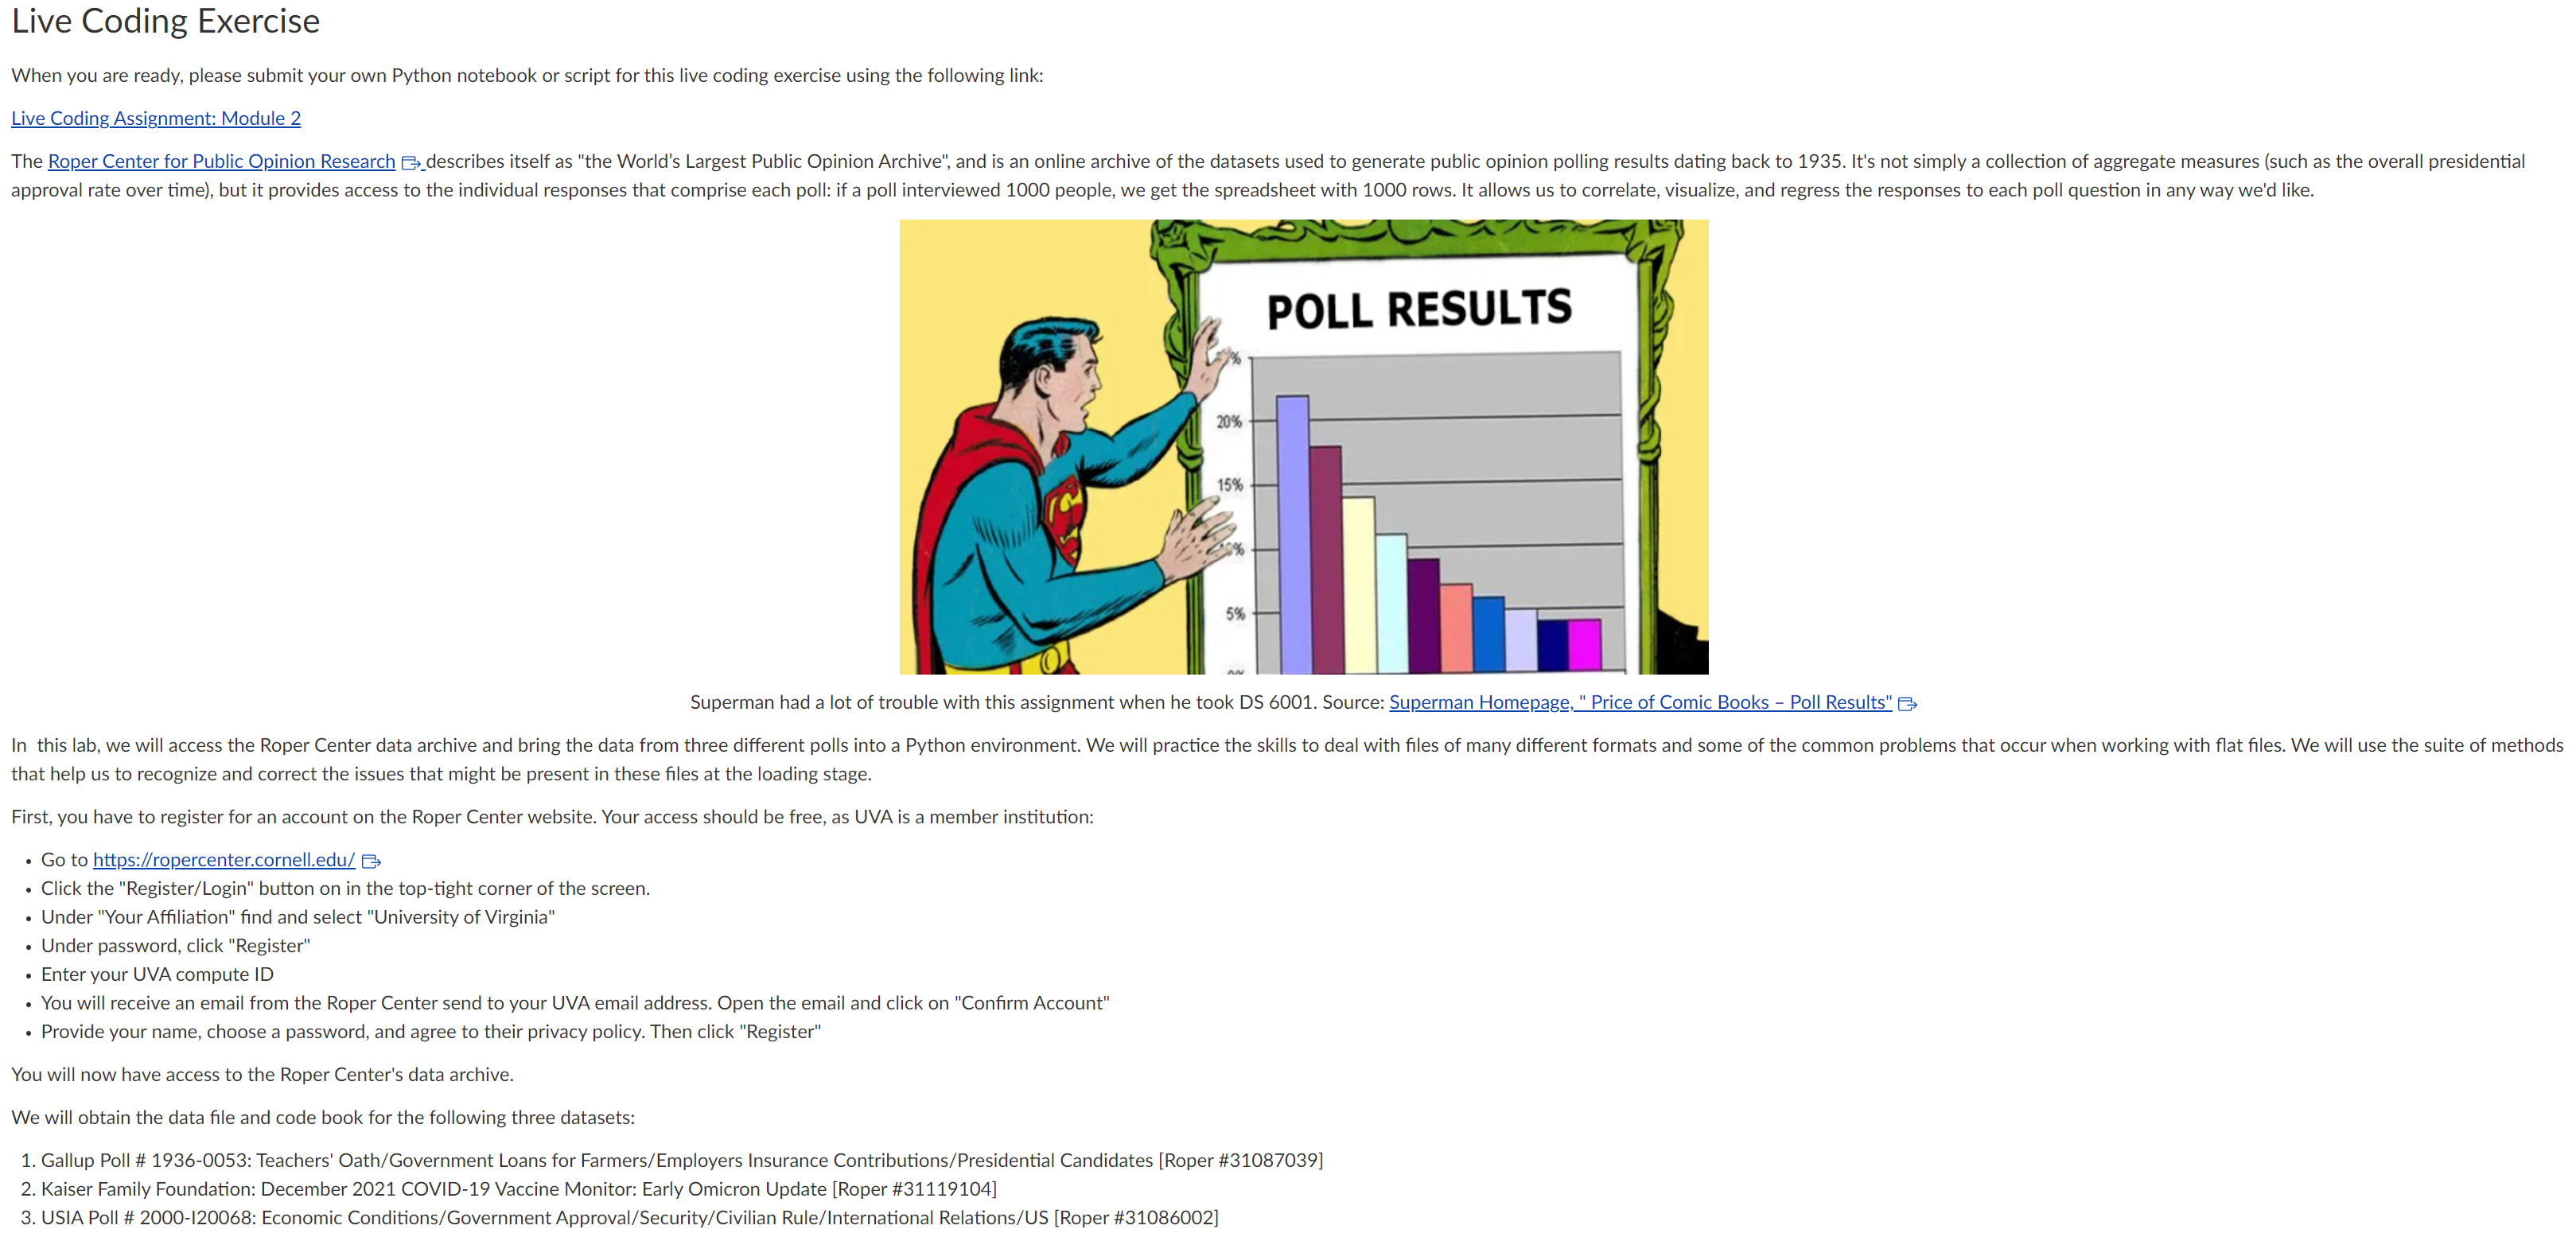 Live Coding Exercise
When you are ready, please submit your own Python notebook or script for this live coding exercise using the following link:
Live Coding Assignment: Module 2
The Roper Center for Public Opinion Research describes itself as "the World’s Largest Public Opinion Archive", and is an online archive of the datasets used to generate public opinion polling results dating back to 1935. It's not simply a collection of aggregate measures (such as the overall presidential
approval rate over time), but it provides access to the individual responses that comprise each poll: if a poll interviewed 1000 people, we get the spreadsheet with 1000 rows. It allows us to correlate, visualize, and regress the responses to each poll question in any way we'd like.
POLL RESULTS
20%
15%
5%
Superman had a lot of trouble with this assignment when he took DS 6001. Source: Superman Homepage, " Price of Comic Books – Poll Results"
In  this lab, we will access the Roper Center data archive and bring the data from three different polls into a Python environment. We will practice the skills to deal with files of many different formats and some of the common problems that occur when working with flat files. We will use the suite of methods
that help us to recognize and correct the issues that might be present in these files at the loading stage.
First, you have to register for an account on the Roper Center website. Your access should be free, as UVA is a member institution:
• Go to https://ropercenter.cornell.edu/
• Click the "Register/Login" button on in the top-tight corner of the screen.
• Under "Your Affiliation" find and select "University of Virginia"
• Under password, click "Register"
• Enter your UVA compute ID
• You will receive an email from the Roper Center send to your UVA email address. Open the email and click on "Confirm Account"
• Provide your name, choose a password, and agree to their privacy policy. Then click "Register"
You will now have access to the Roper Center's data archive.
We will obtain the data file and code book for the following three datasets:
1. Gallup Poll # 1936-0053: Teachers' Oath/Government Loans for Farmers/Employers Insurance Contributions/Presidential Candidates [Roper #31087039]
2. Kaiser Family Foundation: December 2021 COVID-19 Vaccine Monitor: Early Omicron Update [Roper #31119104]
3. USIA Poll # 2000-I20068: Economic Conditions/Government Approval/Security/Civilian Rule/International Relations/US [Roper #31086002]